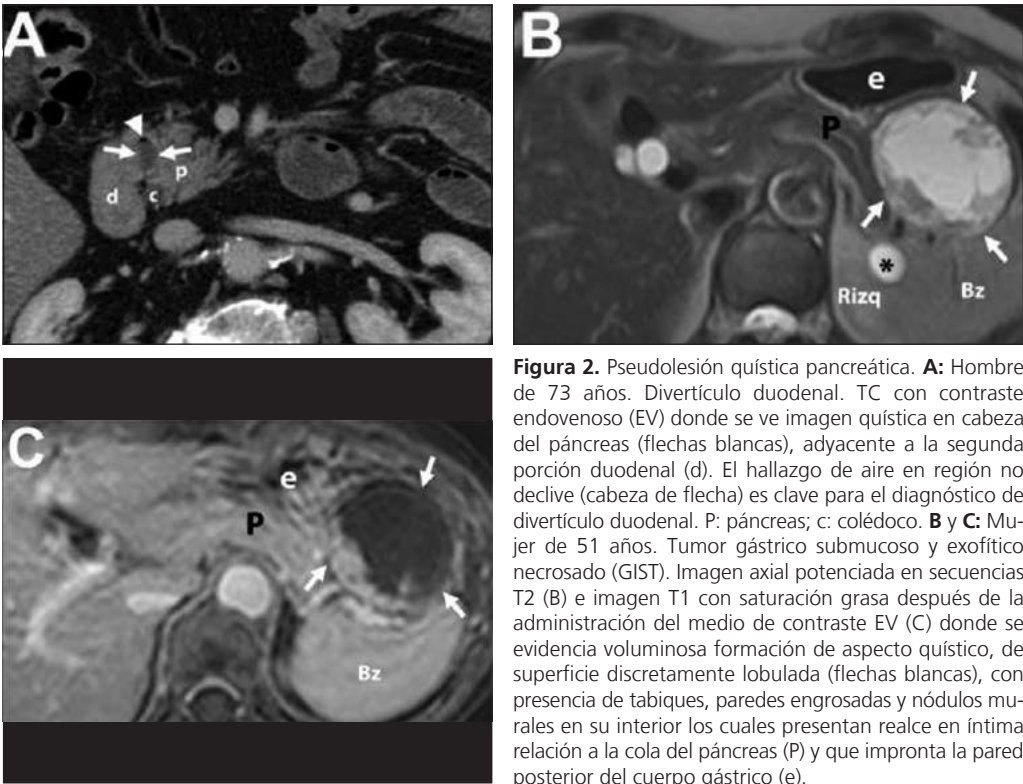 A
d
c
p
B
e
P
*
Rizq
Bz
C
e
P
Bz
Figura 2. Pseudolesión quística pancreática. A: Hombre
de 73 años. Divertículo duodenal. TC con contraste
endovenoso (EV) donde se ve imagen quística en cabeza
del páncreas (flechas blancas), adyacente a la segunda
porción duodenal (d). El hallazgo de aire en región no
declive (cabeza de flecha) es clave para el diagnóstico de
divertículo duodenal. P: páncreas; c: colédoco. B y C: Mu-
jer de 51 años. Tumor gástrico submucoso y exofítico
necrosado (GIST). Imagen axial potenciada en secuencias
T2 (B) e imagen T1 con saturación grasa después de la
administración del medio de contraste EV (C) donde se
evidencia voluminosa formación de aspecto quístico, de
superficie discretamente lobulada (flechas blancas), con
presencia de tabiques, paredes engrosadas y nódulos mu-
rales en su interior los cuales presentan realce en íntima
relación a la cola del páncreas (P) y que impronta la pared
posterior del cuerpo gástrico (e).